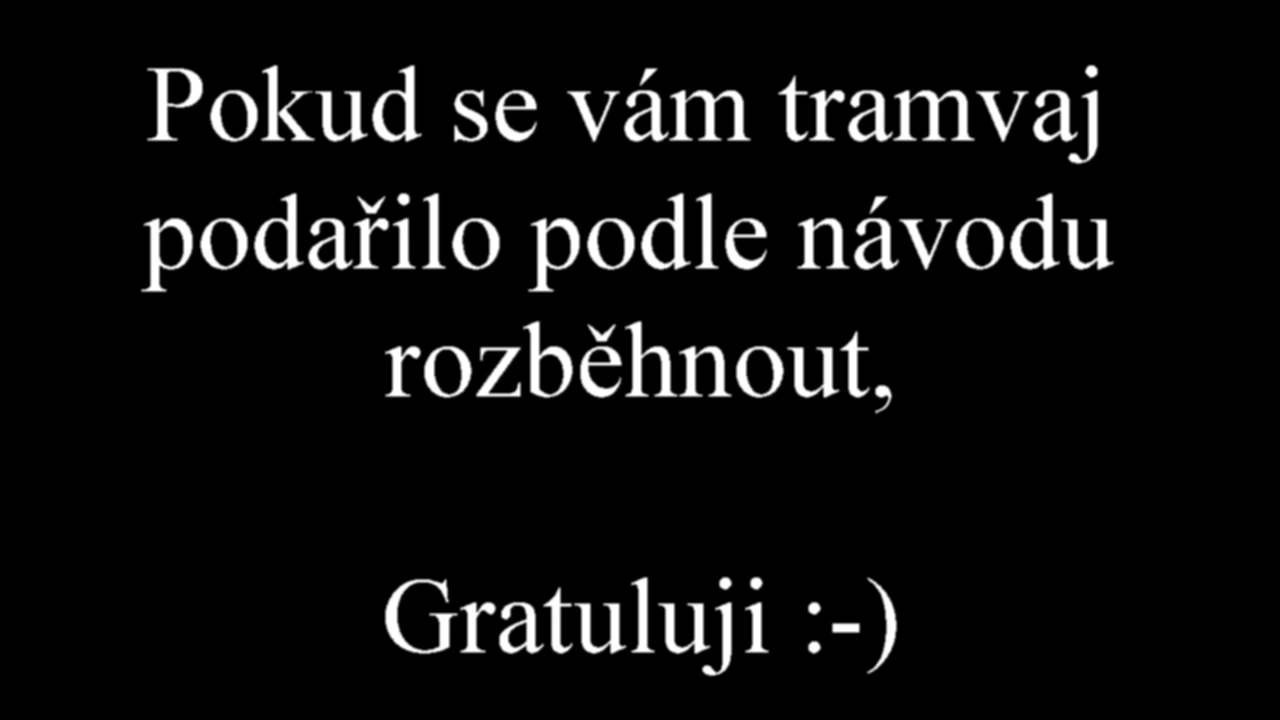 Pokud se vám tramvaj
podařilo podle návodu
rozběhnout,
Gratuluji :-)